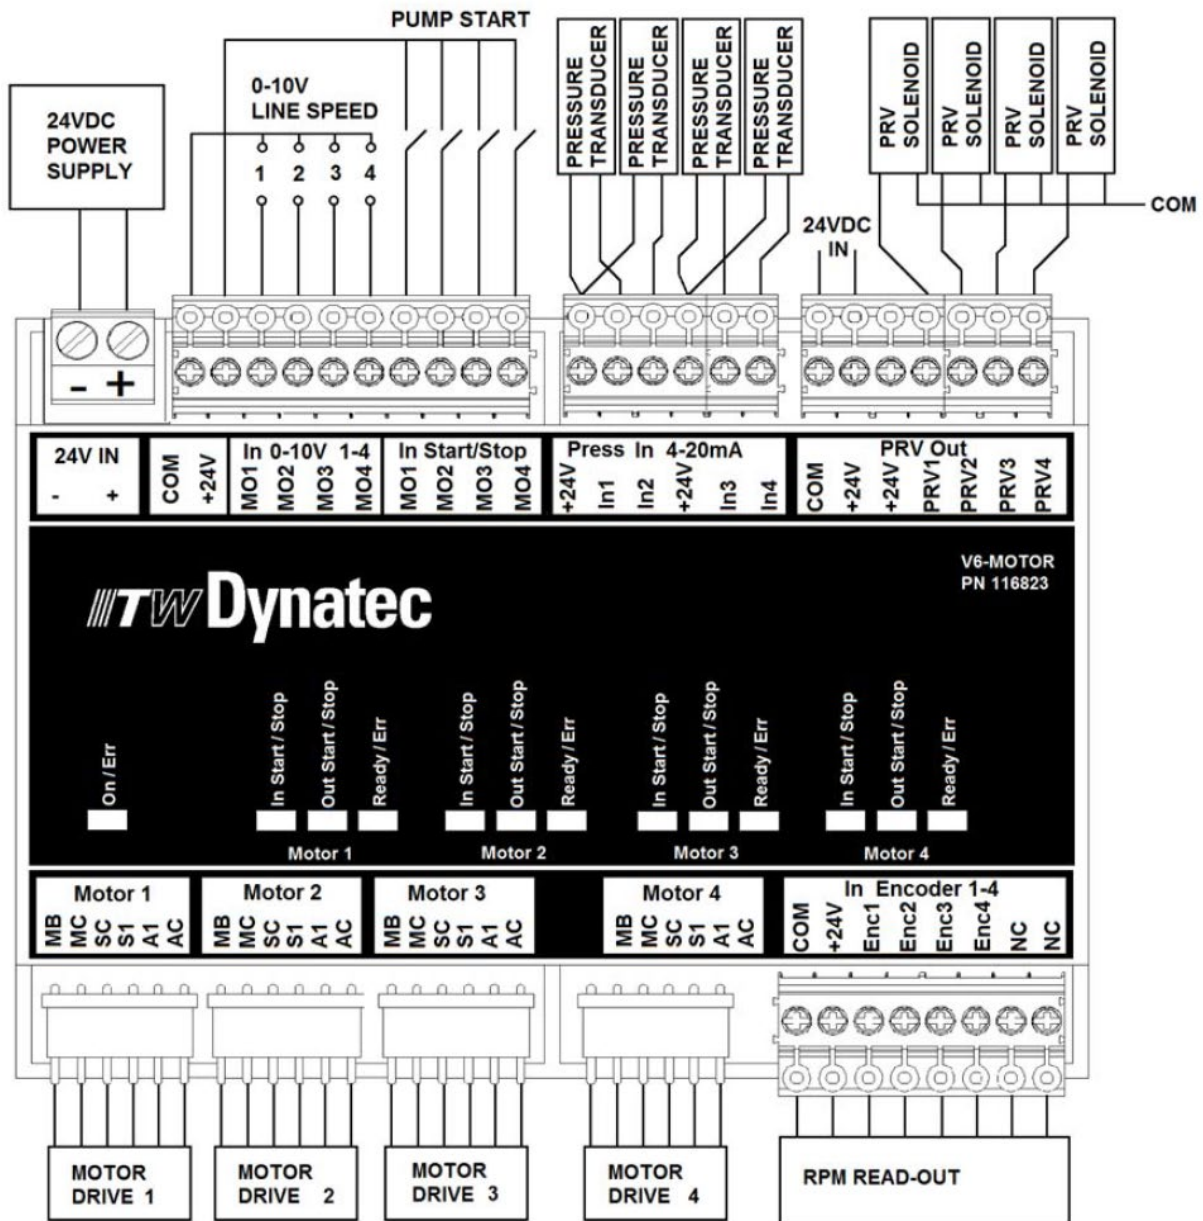 PUMP START
0-10V
LINE SPEED
1 2 3 4
24VDC
POWER
SUPPLY
PRESSURE
TRANSDUCER
PRESSURE
TRANSDUCER
PRESSURE
TRANSDUCER
PRESSURE
TRANSDUCER
PRV
SOLENOID
PRV
SOLENOID
PRV
SOLENOID
PRV
SOLENOID
COM
24VDC
IN
- +
24V IN
- +
COM
+24V
In 0-10V 1-4
MO1
MO2
MO3
MO4
In Start/Stop
MO1
MO2
MO3
MO4
Press In 4-20mA
+24V
In1
In2
+24V
In3
In4
PRV Out
COM
+24V
+24V
PRV1
PRV2
PRV3
PRV4
V6-MOTOR
PN 116823
ITW Dynatec
On / Err
In Start / Stop
Out Start / Stop
Ready / Err
Motor 1
In Start / Stop
Out Start / Stop
Ready / Err
Motor 2
In Start / Stop
Out Start / Stop
Ready / Err
Motor 3
In Start / Stop
Out Start / Stop
Ready / Err
Motor 4
Motor 1
MB
MC
SC
S1
A1
AC
Motor 2
MB
MC
SC
S1
A1
AC
Motor 3
MB
MC
SC
S1
A1
AC
Motor 4
MB
MC
SC
S1
A1
AC
In Encoder 1-4
COM
+24V
Enc1
Enc2
Enc3
Enc4
NC
NC
MOTOR
DRIVE 1
MOTOR
DRIVE 2
MOTOR
DRIVE 3
MOTOR
DRIVE 4
RPM READ-OUT